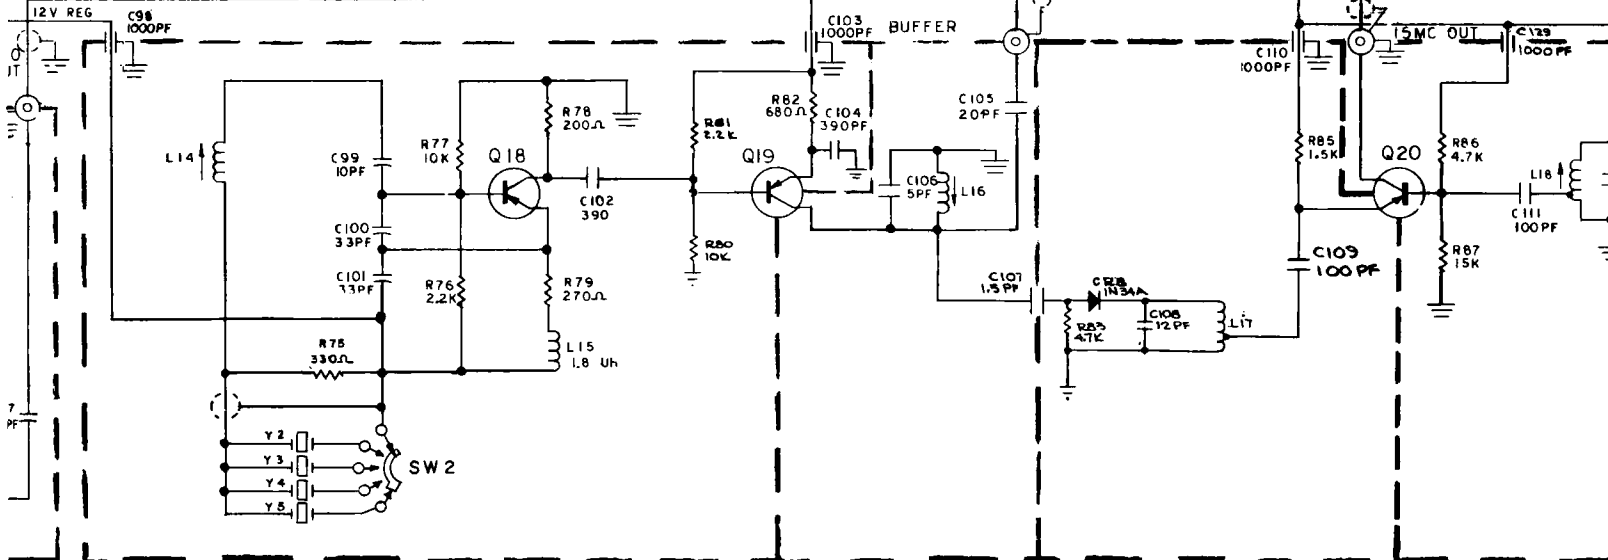 12V REG
C98
1000PF
C103
1000PF
BUFFER
15MC OUT
C110
1000PF
C129
1000PF
L14
C99
10PF
R77
10K
R78
200Ω
Q18
C102
390
R81
2.2K
R82
680Ω
C104
390PF
Q19
C105
20PF
C106
5PF
L16
R85
1.5K
Q20
R86
4.7K
L18
C111
100PF
C100
33PF
C101
33PF
R76
2.2K
R79
270Ω
R80
10K
L15
1.8 Uh
R75
330Ω
C107
1.5PF
1N34A
R83
4.7K
C108
12PF
L17
C109
100PF
R87
15K
7
PF
Y2
Y3
Y4
Y5
SW2